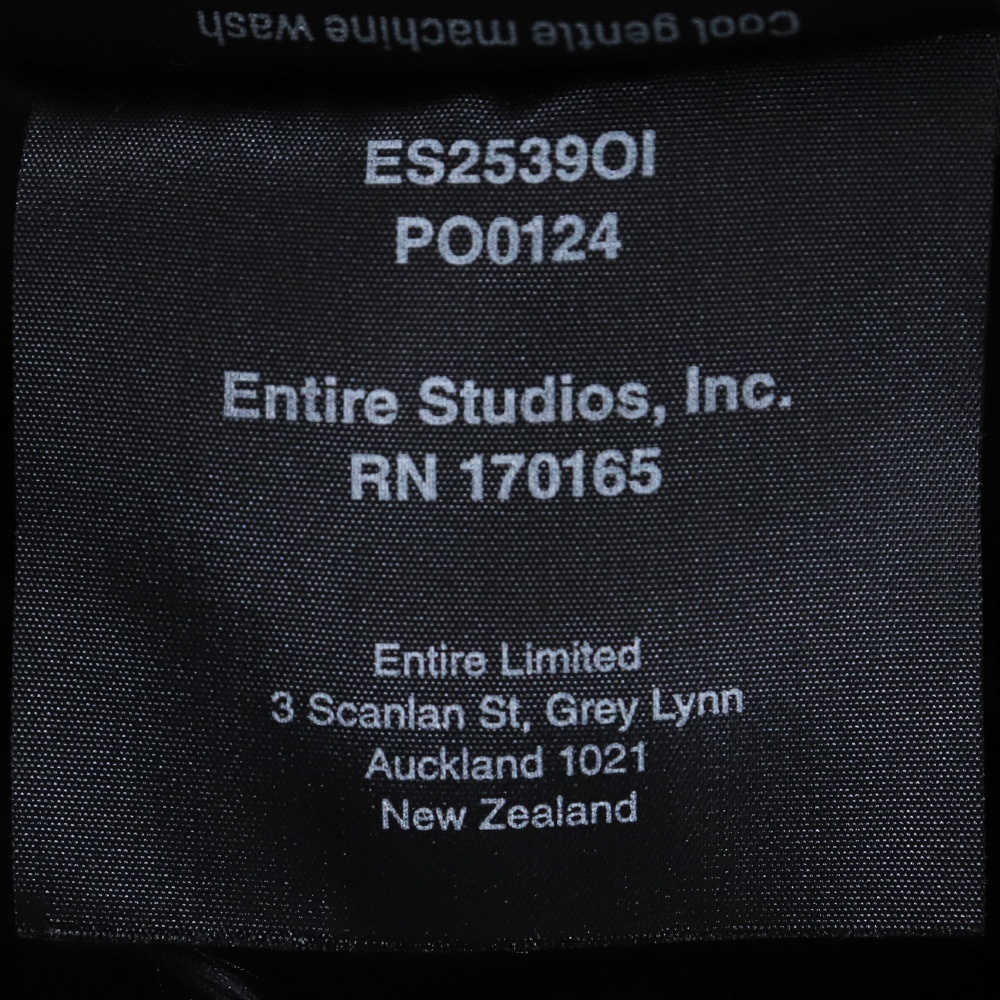 Cool gentle machine wash
ES2539OI
PO0124
Entire Studios, Inc.
RN 170165
Entire Limited
3 Scanlan St, Grey Lynn
Auckland 1021
New Zealand